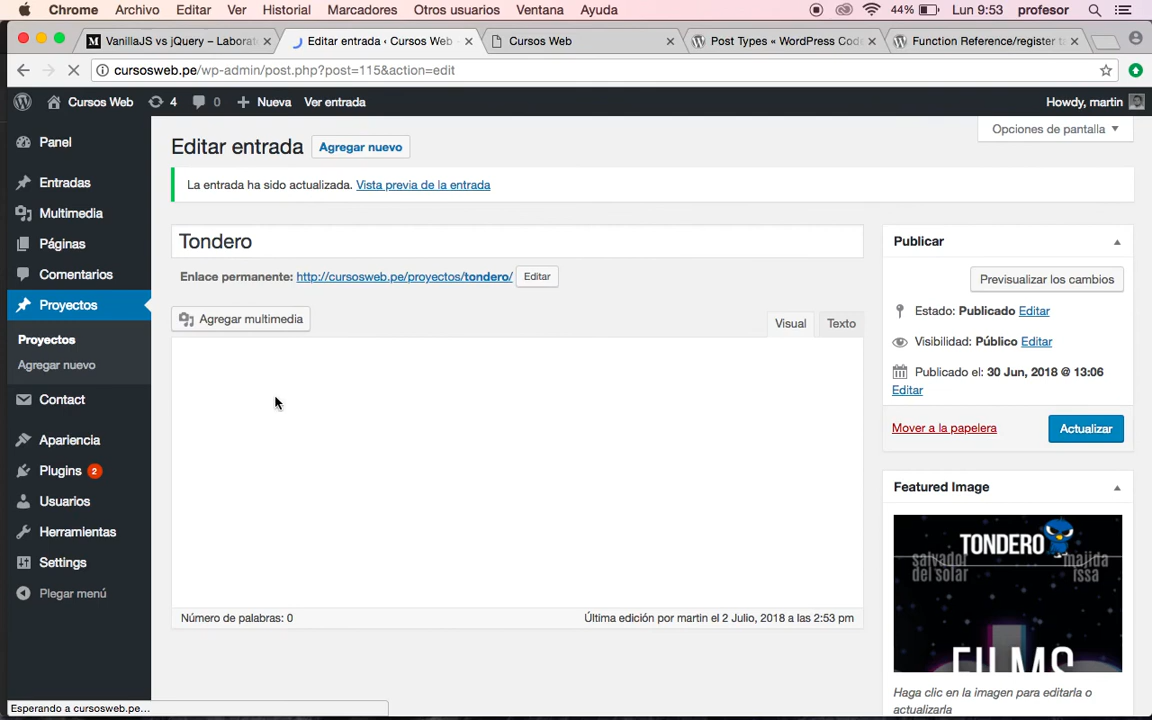 Chrome Archivo Editar Ver Historial Marcadores Otros usuarios Ventana Ayuda 44% Lun 9:53 profesor
VanillaJS vs jQuery – Laborat Editar entrada ‹ Cursos Web Cursos Web Post Types « WordPress Code Function Reference/register ta
cursosweb.pe/wp-admin/post.php?post=115&action=edit
Cursos Web 4 0 Nueva Ver entrada Howdy, martin
Opciones de pantalla
Panel
Entradas
Multimedia
Páginas
Comentarios
Proyectos
Proyectos
Agregar nuevo
Contact
Apariencia
Plugins 2
Usuarios
Herramientas
Settings
Plegar menú
Editar entrada Agregar nuevo
La entrada ha sido actualizada. Vista previa de la entrada
Tondero
Enlace permanente: http://cursosweb.pe/proyectos/tondero/ Editar
Agregar multimedia
Visual Texto
Número de palabras: 0 Última edición por martin el 2 Julio, 2018 a las 2:53 pm
Publicar
Previsualizar los cambios
Estado: Publicado Editar
Visibilidad: Público Editar
Publicado el: 30 Jun, 2018 @ 13:06
Editar
Mover a la papelera Actualizar
Featured Image
TONDERO
salvador del solar
majida issa
FILMS
Haga clic en la imagen para editarla o
actualizarla
Esperando a cursosweb.pe...